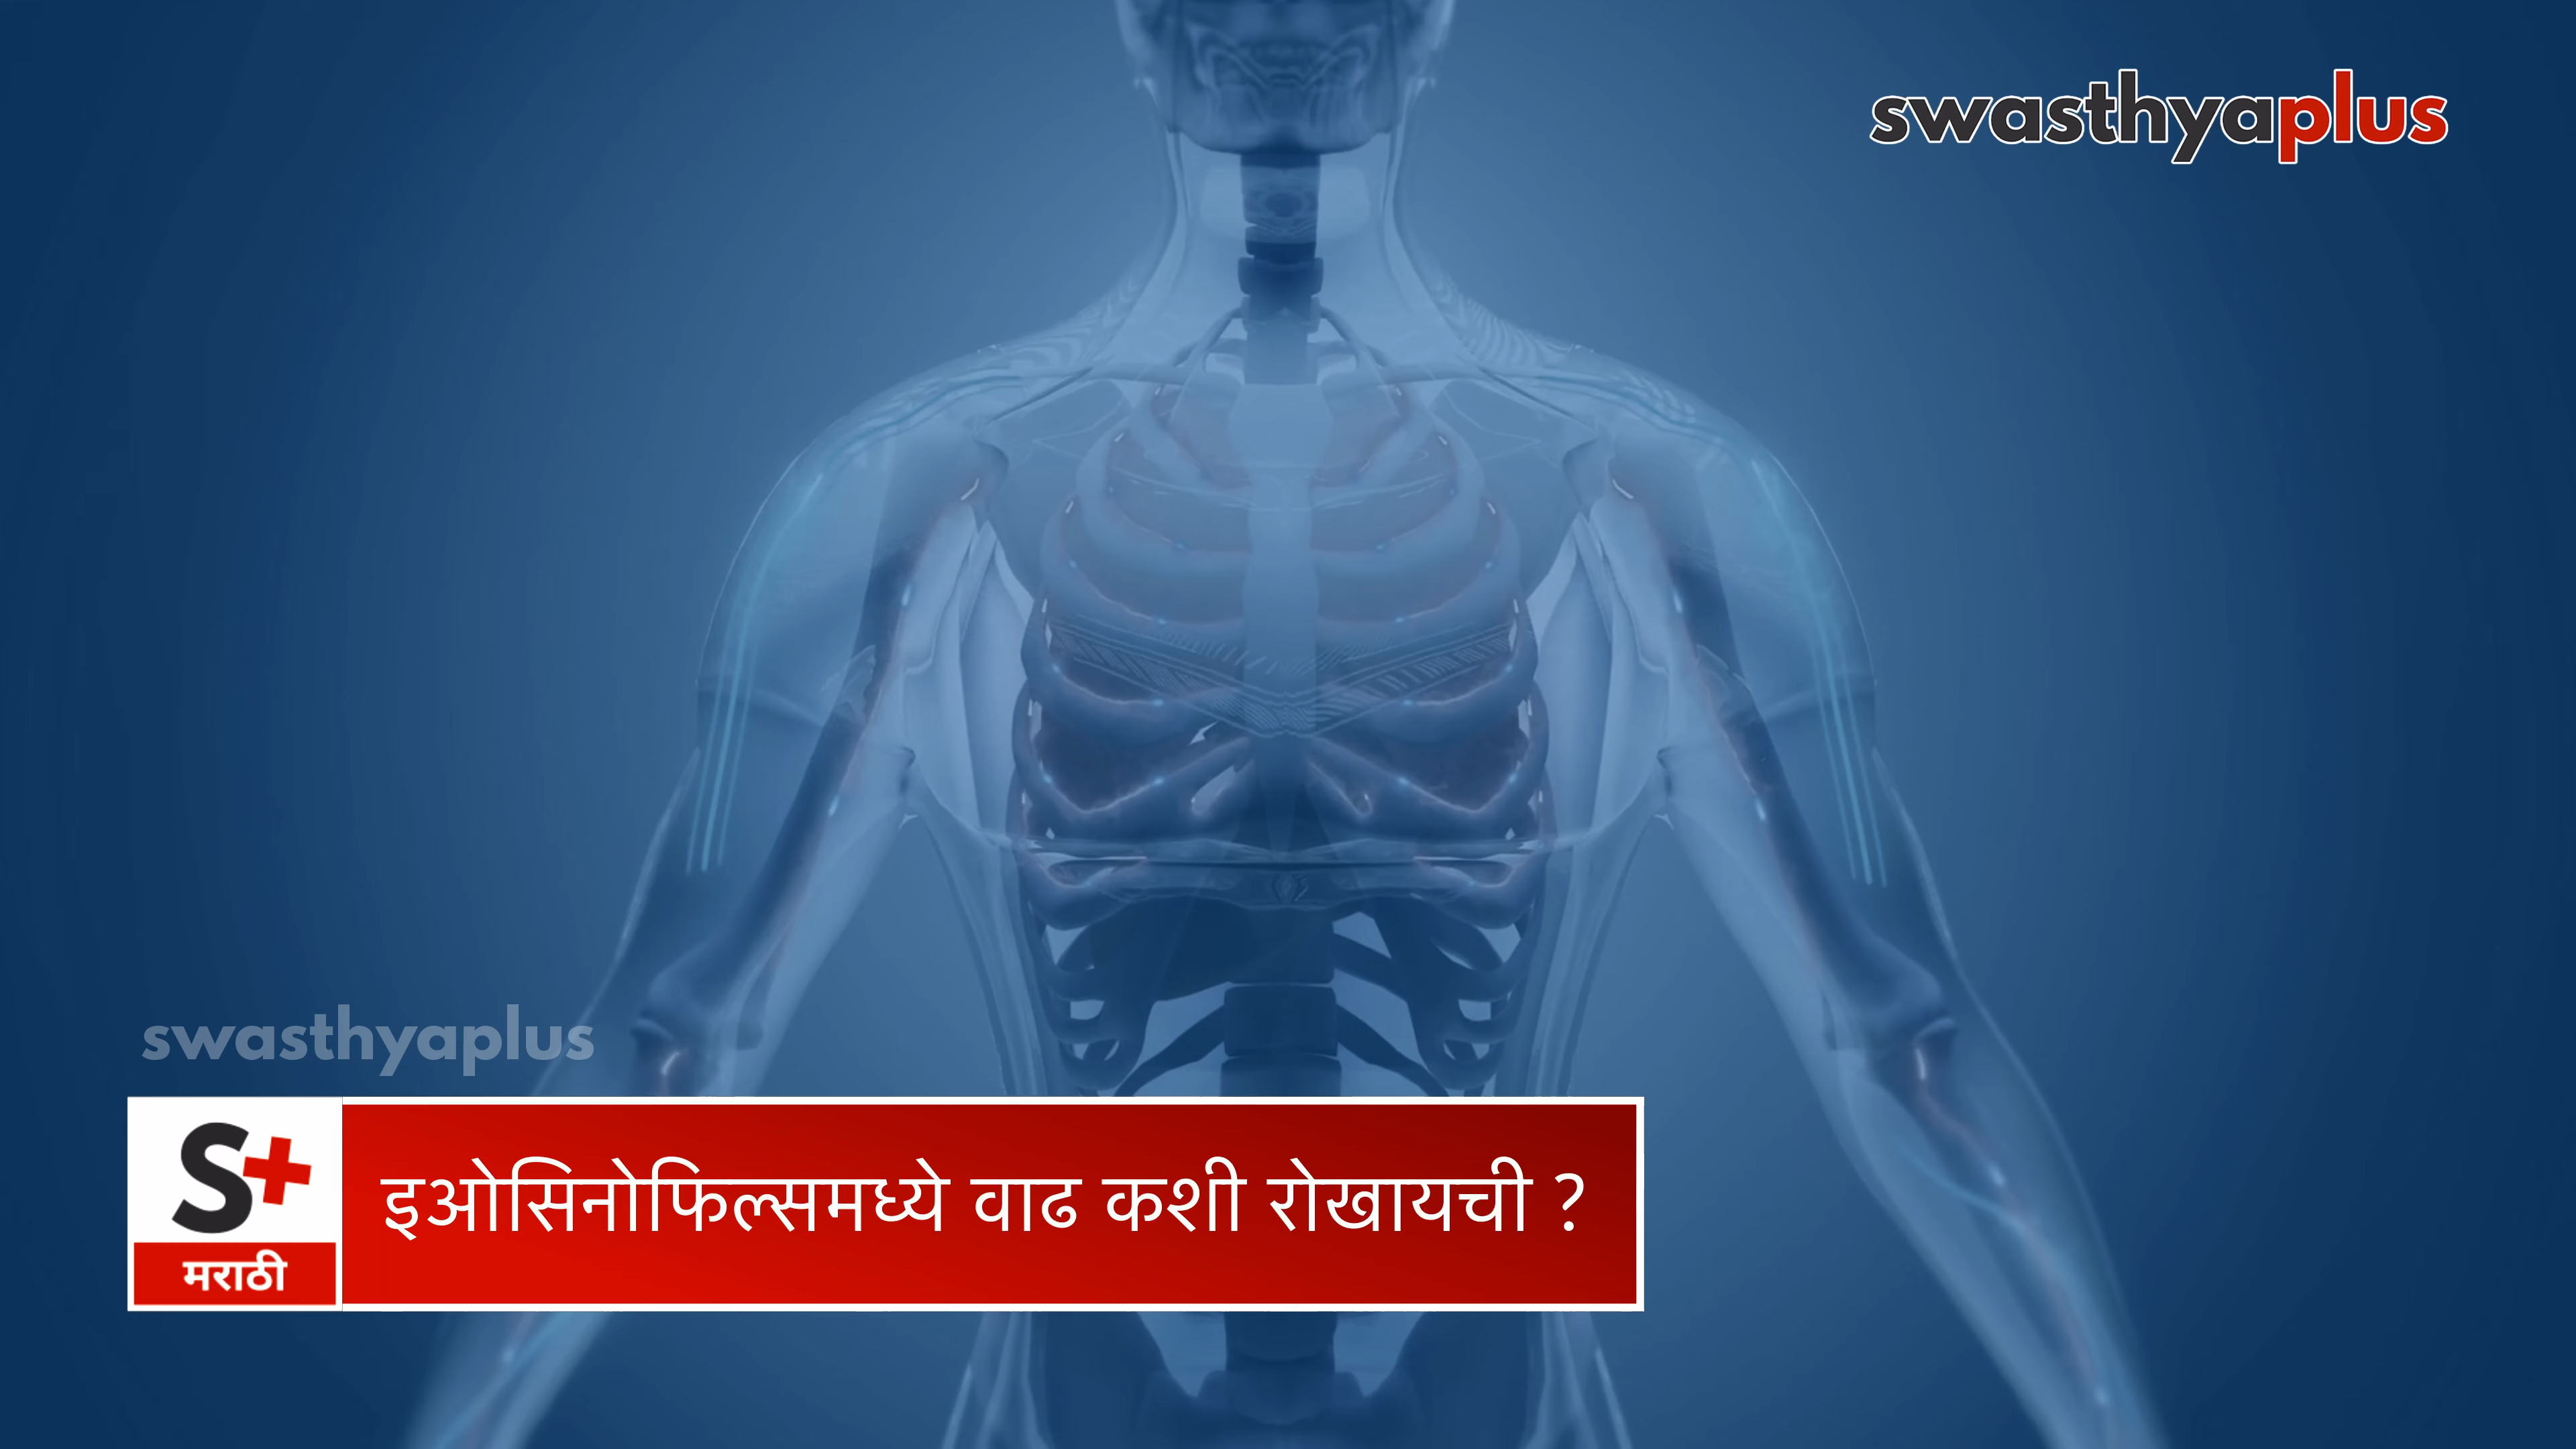 swasthyaplus
swasthyaplus
S+
मराठी
इओसिनोफिल्समध्ये वाढ कशी रोखायची ?